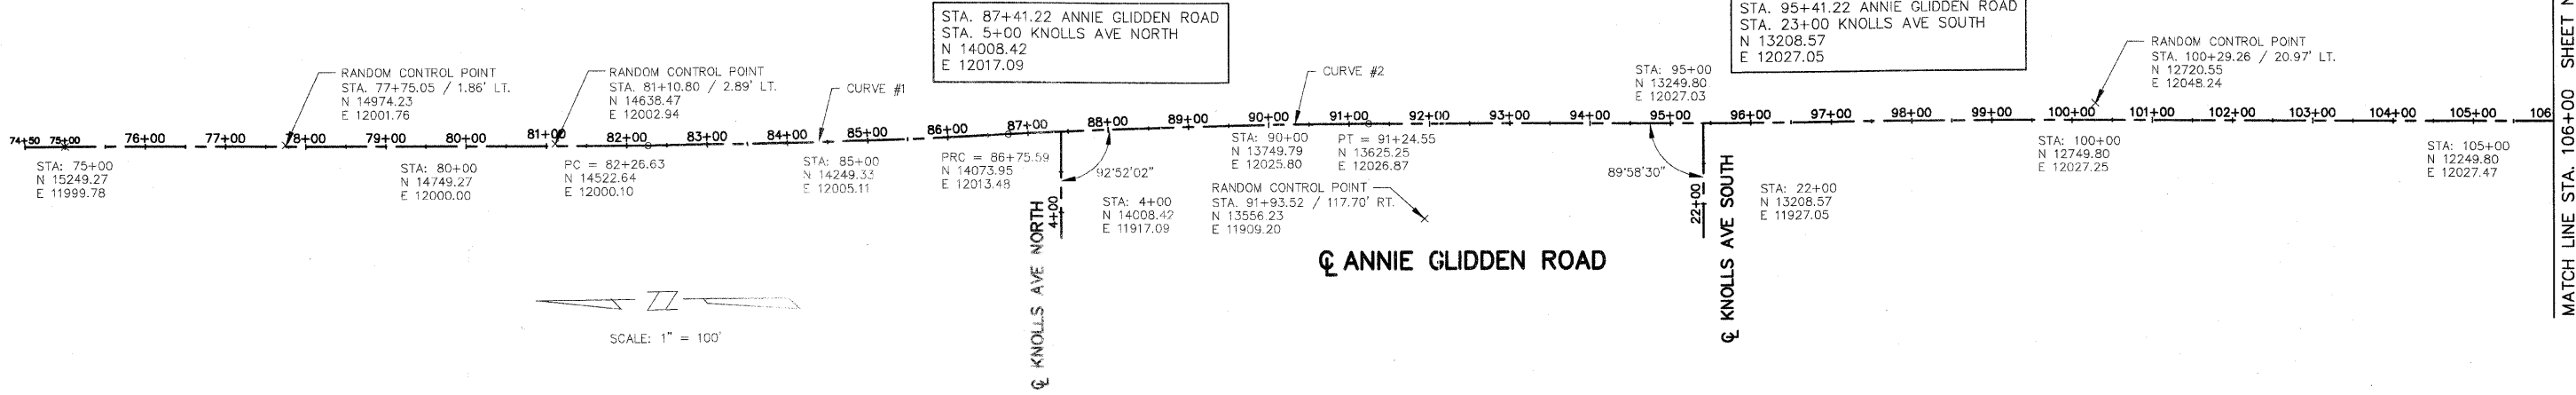 STA. 87+41.22 ANNIE GLIDDEN ROAD
STA. 5+00 KNOLLS AVE NORTH
N 14008.42
E 12017.09
STA. 95+41.22 ANNIE GLIDDEN ROAD
STA. 23+00 KNOLLS AVE SOUTH
N 13208.57
E 12027.05
RANDOM CONTROL POINT
STA. 77+75.05 / 1.86' LT.
N 14974.23
E 12001.76
RANDOM CONTROL POINT
STA. 81+10.80 / 2.89' LT.
N 14638.47
E 12002.94
CURVE #1
CURVE #2
STA: 95+00
N 13249.80
E 12027.03
RANDOM CONTROL POINT
STA. 100+29.26 / 20.97' LT.
N 12720.55
E 12048.24
74+50 75+00 76+00 77+00 78+00 79+00 80+00 81+00 82+00 83+00 84+00 85+00 86+00 87+00 88+00 89+00 90+00 91+00 92+00 93+00 94+00 95+00 96+00 97+00 98+00 99+00 100+00 101+00 102+00 103+00 104+00 105+00 106
STA: 75+00
N 15249.27
E 11999.78
STA: 80+00
N 14749.27
E 12000.00
PC = 82+26.63
N 14522.64
E 12000.10
STA: 85+00
N 14249.33
E 12005.11
PRC = 86+75.59
N 14073.95
E 12013.48
92°52'02"
STA: 4+00
N 14008.42
E 11917.09
STA: 90+00
N 13749.79
E 12025.80
PT = 91+24.55
N 13625.25
E 12026.87
RANDOM CONTROL POINT
STA. 91+93.52 / 117.70' RT.
N 13556.23
E 11909.20
89°58'30"
STA: 22+00
N 13208.57
E 11927.05
STA: 100+00
N 12749.80
E 12027.25
STA: 105+00
N 12249.80
E 12027.47
4+00
℄ KNOLLS AVE NORTH
22+00
℄ KNOLLS AVE SOUTH
℄ ANNIE GLIDDEN ROAD
Z
SCALE: 1" = 100'
MATCH LINE STA. 106+00 SHEET